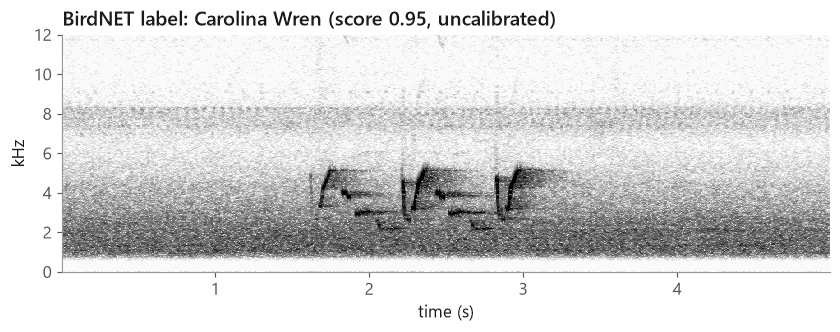 BirdNET label: Carolina Wren (score 0.95, uncalibrated)
12
10
8
6
4
2
0
kHz
1 2 3 4
time (s)